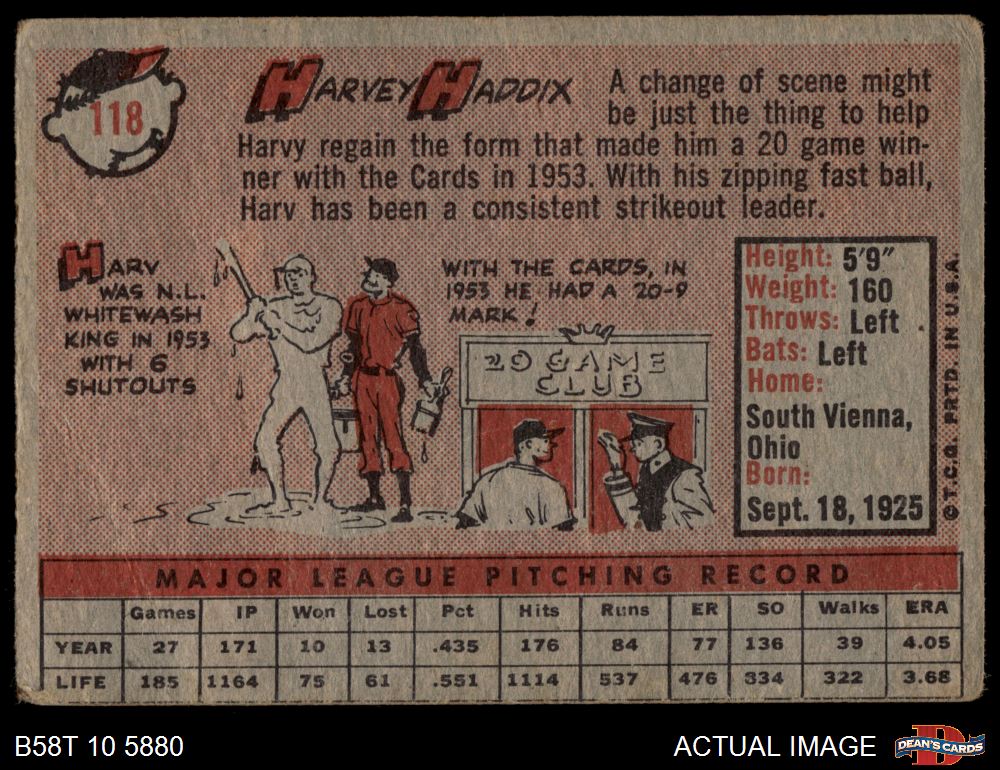 118
HARVEY HADDIX
A change of scene might
be just the thing to help
Harvy regain the form that made him a 20 game win-
ner with the Cards in 1953. With his zipping fast ball,
Harv has been a consistent strikeout leader.
HARV
WAS N.L.
WHITEWASH
KING IN 1953
WITH 6
SHUTOUTS
WITH THE CARDS, IN
1953 HE HAD A 20-9
MARK!
20 GAME
CLUB
Height: 5'9"
Weight: 160
Throws: Left
Bats: Left
Home:
South Vienna,
Ohio
Born:
Sept. 18, 1925
©T.C.G. PRTD. IN U.S.A.
MAJOR LEAGUE PITCHING RECORD
Games IP Won Lost Pct Hits Runs ER SO Walks ERA
YEAR 27 171 10 13 .435 176 84 77 136 39 4.05
LIFE 185 1164 75 61 .551 1114 537 476 834 322 3.68
B58T 10 5880
ACTUAL IMAGE
DEAN'S CARDS